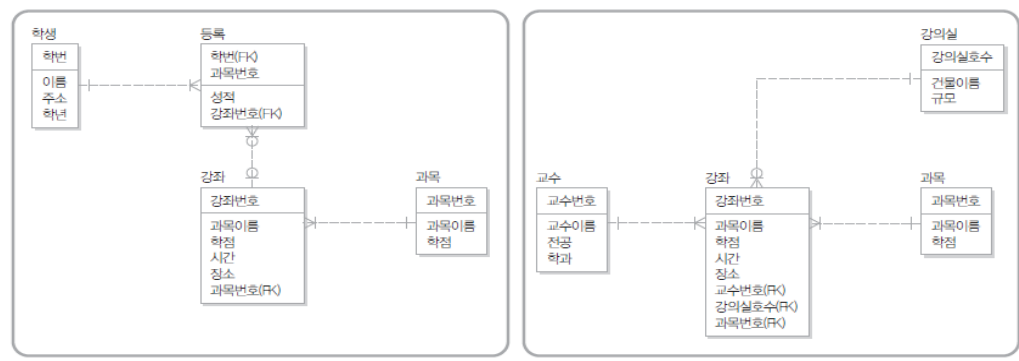 학생
학번
이름
주소
학년
등록
학번(FK)
과목번호
성적
강좌번호(FK)
강좌
강좌번호
과목이름
학점
시간
장소
과목번호(FK)
과목
과목번호
과목이름
학점
강의실
강의실호수
건물이름
규모
교수
교수번호
교수이름
전공
학과
강좌
강좌번호
과목이름
학점
시간
장소
교수번호(FK)
강의실호수(FK)
과목번호(FK)
과목
과목번호
과목이름
학점